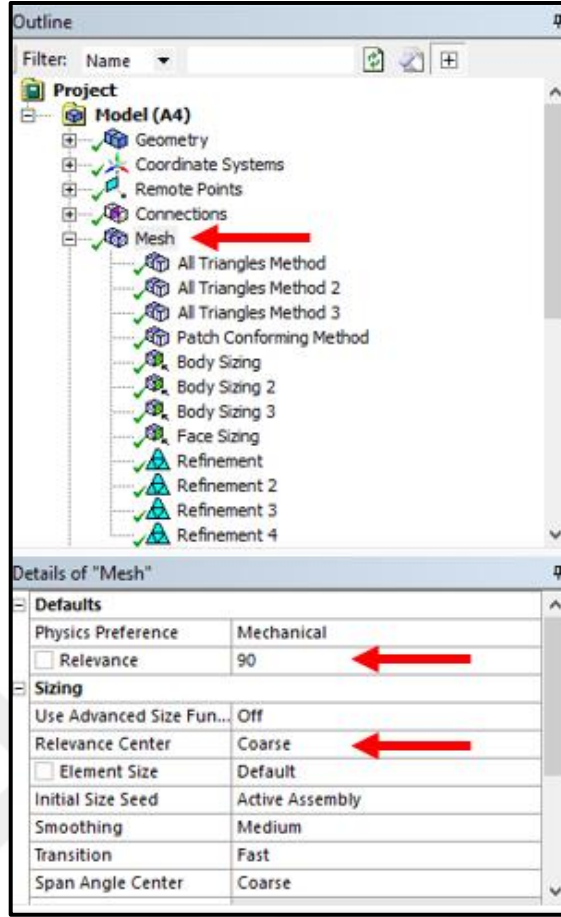 Outline
Filter: Name
Project
Model (A4)
Geometry
Coordinate Systems
Remote Points
Connections
Mesh
All Triangles Method
All Triangles Method 2
All Triangles Method 3
Patch Conforming Method
Body Sizing
Body Sizing 2
Body Sizing 3
Face Sizing
Refinement
Refinement 2
Refinement 3
Refinement 4
Details of "Mesh"
Defaults
Physics Preference Mechanical
Relevance 90
Sizing
Use Advanced Size Fun... Off
Relevance Center Coarse
Element Size Default
Initial Size Seed Active Assembly
Smoothing Medium
Transition Fast
Span Angle Center Coarse